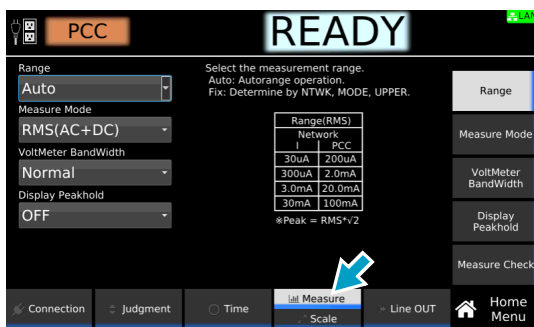 PCC
READY
LAN
Range
Auto
Measure Mode
RMS(AC+DC)
VoltMeter BandWidth
Normal
Display Peakhold
OFF
Select the measurement range.
Auto: Autorange operation.
Fix: Determine by NTWK, MODE, UPPER.
Range(RMS)
Network
I PCC
30uA 200uA
300uA 2.0mA
3.0mA 20.0mA
30mA 100mA
※Peak = RMS*√2
Range
Measure Mode
VoltMeter
BandWidth
Display
Peakhold
Measure Check
Connection
Judgment
Time
Measure
Scale
Line OUT
Home
Menu